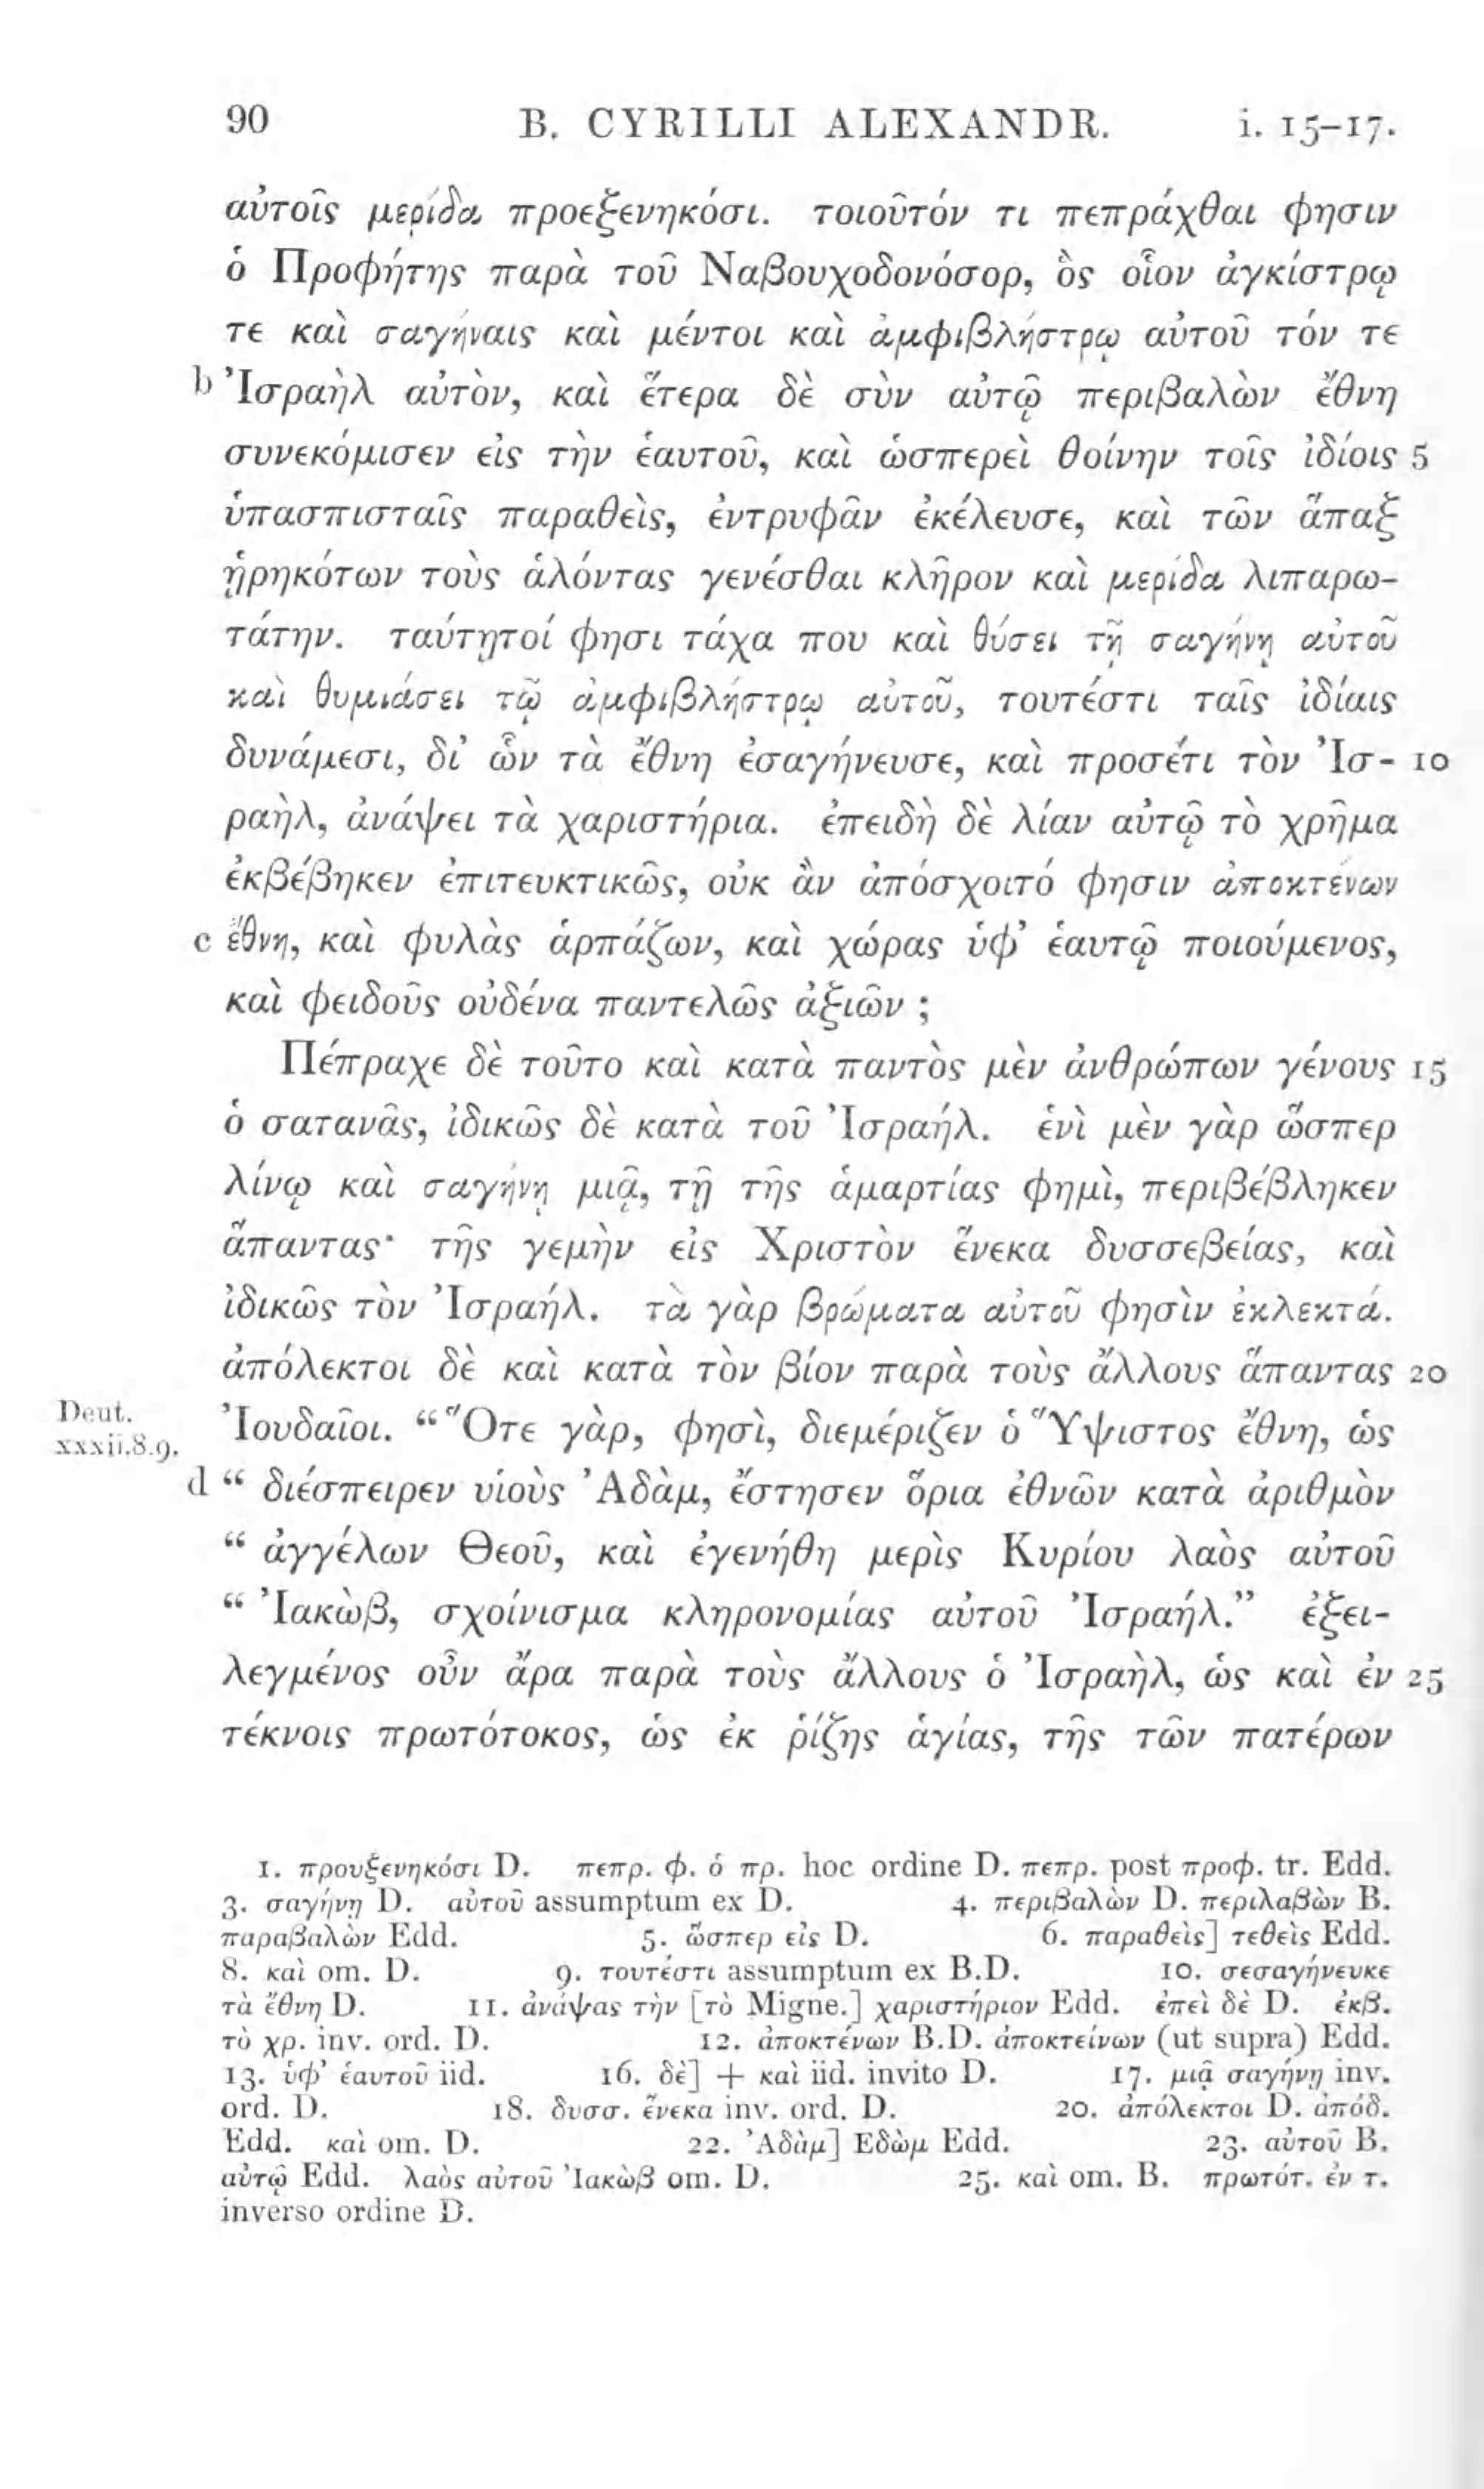 90 B. CYRILLI ALEXANDR. i. 15–17.
αὐτοῖς μερίδα προεξενηκόσι. τοιοῦτόν τι πεπράχθαι φησιν
ὁ Προφήτης παρὰ τοῦ Ναβουχοδονόσορ, ὃς οἷον ἀγκίστρῳ
τε καὶ σαγήναις καὶ μέντοι καὶ ἀμφιβλήστρῳ αὐτοῦ τόν τε
b Ἰσραὴλ αὐτὸν, καὶ ἕτερα δὲ σὺν αὐτῷ περιβαλὼν ἔθνη
συνεκόμισεν εἰς τὴν ἑαυτοῦ, καὶ ὡσπερεὶ θοίνην τοῖς ἰδίοις 5
ὑπασπισταῖς παραθεὶς, ἐντρυφᾶν ἐκέλευσε, καὶ τῶν ἅπαξ
ᾑρηκότων τοὺς ἁλόντας γενέσθαι κλῆρον καὶ μερίδα λιπαρω-
τάτην. ταύτῃτοί φησι τάχα που καὶ θύσει τῇ σαγήνῃ αὐτοῦ
καὶ θυμιάσει τῷ ἀμφιβλήστρῳ αὐτοῦ, τουτέστι ταῖς ἰδίαις
δυνάμεσι, δι’ ὧν τὰ ἔθνη ἐσαγήνευσε, καὶ προσέτι τὸν Ἰσ- 10
ραὴλ, ἀνάψει τὰ χαριστήρια. ἐπειδὴ δὲ λίαν αὐτῷ τὸ χρῆμα
ἐκβέβηκεν ἐπιτευκτικῶς, οὐκ ἂν ἀπόσχοιτό φησιν ἀποκτένων
c ἔθνη, καὶ φυλὰς ἁρπάζων, καὶ χώρας ὑφ’ ἑαυτῷ ποιούμενος,
καὶ φειδοῦς οὐδένα παντελῶς ἀξιῶν ;
Πέπραχε δὲ τοῦτο καὶ κατὰ παντὸς μὲν ἀνθρώπων γένους 15
ὁ σατανᾶς, ἰδικῶς δὲ κατὰ τοῦ Ἰσραήλ. ἑνὶ μὲν γὰρ ὥσπερ
λίνῳ καὶ σαγήνῃ μιᾷ, τῇ τῆς ἁμαρτίας φημὶ, περιβέβληκεν
ἅπαντας· τῆς γεμὴν εἰς Χριστὸν ἕνεκα δυσσεβείας, καὶ
ἰδικῶς τὸν Ἰσραήλ. τὰ γὰρ βρώματα αὐτοῦ φησὶν ἐκλεκτά.
ἀπόλεκτοι δὲ καὶ κατὰ τὸν βίον παρὰ τοὺς ἄλλους ἅπαντας 20
Deut. xxxii.8.9. Ἰουδαῖοι. “Ὅτε γὰρ, φησὶ, διεμέριζεν ὁ Ὕψιστος ἔθνη, ὡς
d “ διέσπειρεν υἱοὺς Ἀδὰμ, ἔστησεν ὅρια ἐθνῶν κατὰ ἀριθμὸν
“ ἀγγέλων Θεοῦ, καὶ ἐγενήθη μερὶς Κυρίου λαὸς αὐτοῦ
“ Ἰακὼβ, σχοίνισμα κληρονομίας αὐτοῦ Ἰσραήλ.” ἐξει-
λεγμένος οὖν ἄρα παρὰ τοὺς ἄλλους ὁ Ἰσραὴλ, ὡς καὶ ἐν 25
τέκνοις πρωτότοκος, ὡς ἐκ ῥίζης ἁγίας, τῆς τῶν πατέρων
1. προυξενηκόσι D. πεπρ. φ. ὁ πρ. hoc ordine D. πεπρ. post προφ. tr. Edd.
3. σαγήνῃ D. αὐτοῦ assumptum ex D. 4. περιβαλὼν D. περιλαβὼν B.
παραβαλὼν Edd. 5. ὥσπερ εἰς D. 6. παραθεὶς] τεθεὶς Edd.
8. καὶ om. D. 9. τουτέστι assumptum ex B.D. 10. σεσαγήνευκε
τὰ ἔθνη D. 11. ἀνάψας τὴν [τὸ Migne.] χαριστήριον Edd. ἐπεὶ δὲ D. ἐκβ.
τὸ χρ. inv. ord. D. 12. ἀποκτένων B.D. ἀποκτείνων (ut supra) Edd.
13. ὑφ’ ἑαυτοῦ iid. 16. δὲ] + καὶ iid. invito D. 17. μιᾷ σαγήνῃ inv.
ord. D. 18. δυσσ. ἕνεκα inv. ord. D. 20. ἀπόλεκτοι D. ἀπόδ.
Edd. καὶ om. D. 22. Ἀδὰμ] Εδὼμ Edd. 23. αὐτοῦ B.
αὐτῷ Edd. λαὸς αὐτοῦ Ἰακὼβ om. D. 25. καὶ om. B. πρωτότ. ἐν τ.
inverso ordine D.